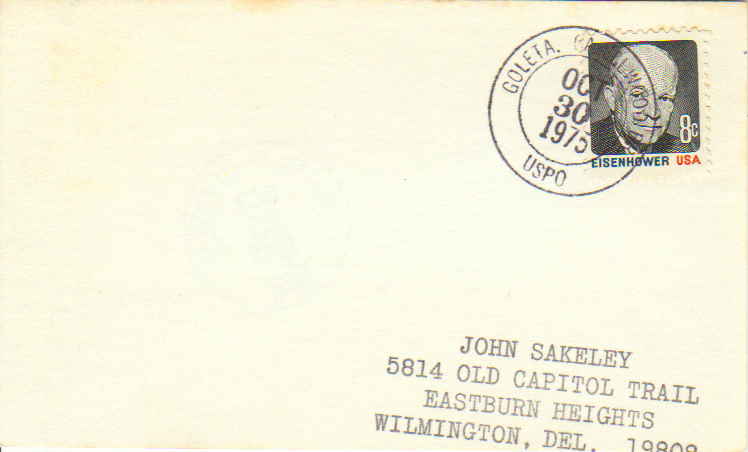 GOLETA, CA
OCT
30
1975
USPO
8c
EISENHOWER USA
JOHN SAKELEY
5814 OLD CAPITOL TRAIL
EASTBURN HEIGHTS
WILMINGTON, DEL. 19808